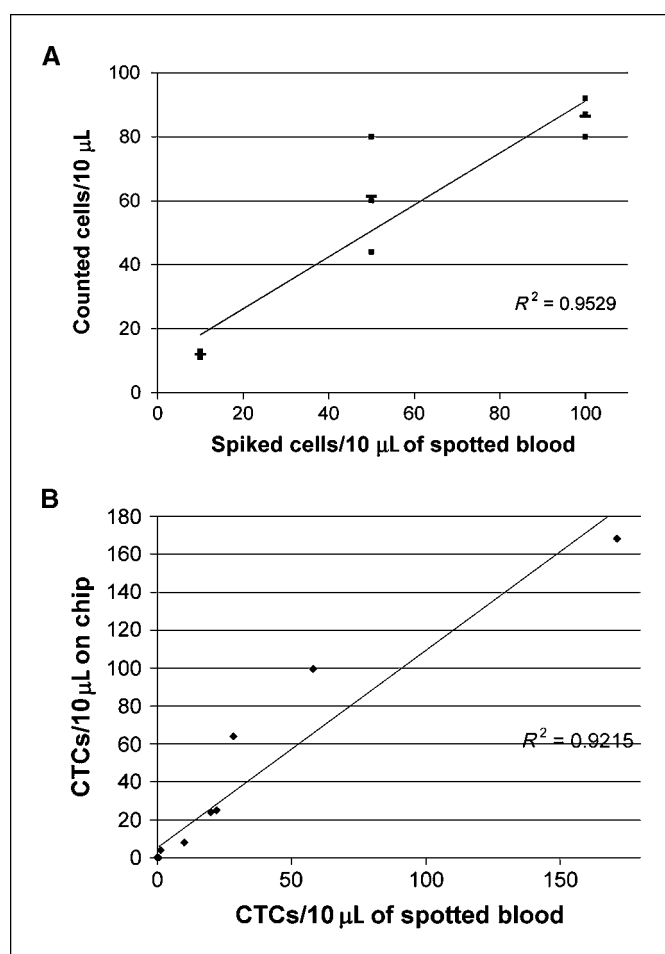 A
100
80
60
40
20
0
Counted cells/10 μL
R² = 0.9529
0 20 40 60 80 100
Spiked cells/10 μL of spotted blood
B
180
160
140
120
100
80
60
40
20
0
CTCs/10 μL on chip
R² = 0.9215
0 50 100 150
CTCs/10 μL of spotted blood